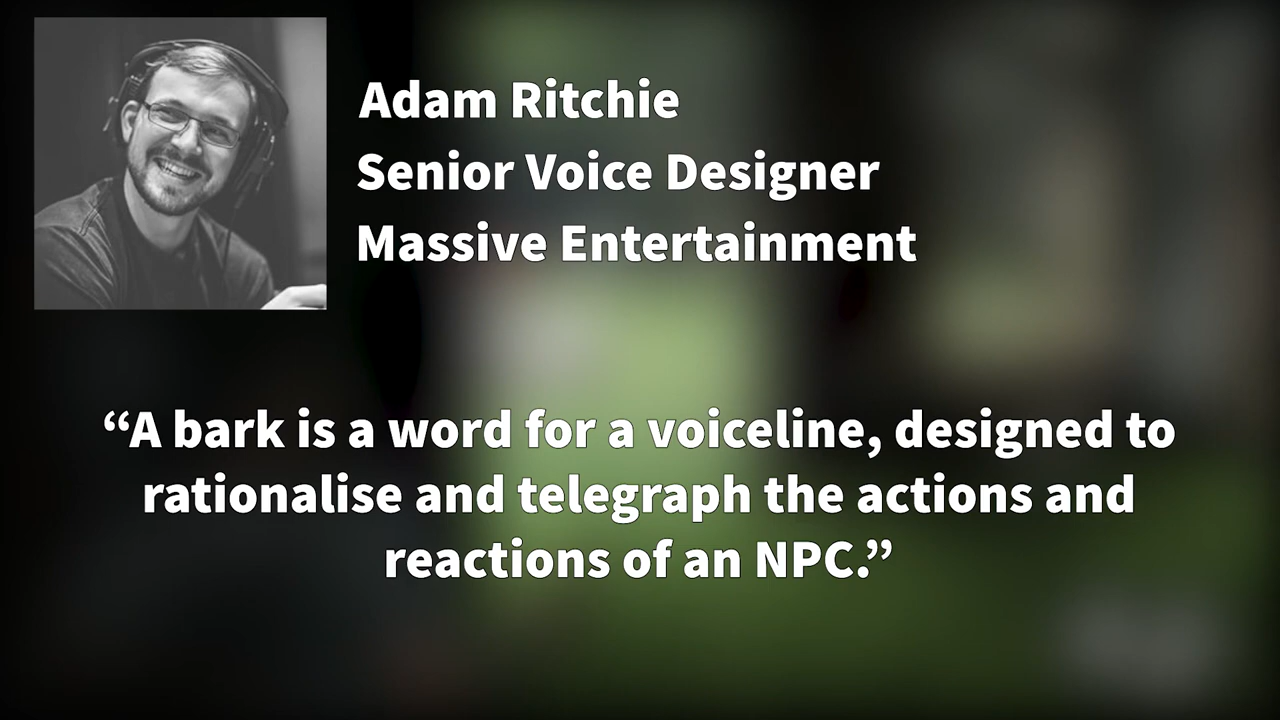 Adam Ritchie
Senior Voice Designer
Massive Entertainment
“A bark is a word for a voiceline, designed to
rationalise and telegraph the actions and
reactions of an NPC.”